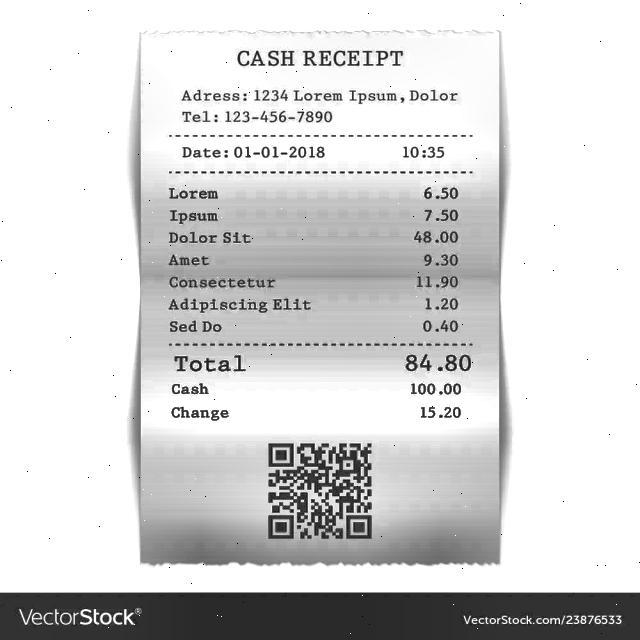 CASH RECEIPT
Adress: 1234 Lorem Ipsum, Dolor
Tel: 123-456-7890
Date: 01-01-2018 10:35
Lorem 6.50
Ipsum 7.50
Dolor Sit 48.00
Amet 9.30
Consectetur 11.90
Adipiscing Elit 1.20
Sed Do 0.40
Total 84.80
Cash 100.00
Change 15.20
VectorStock® VectorStock.com/23876533